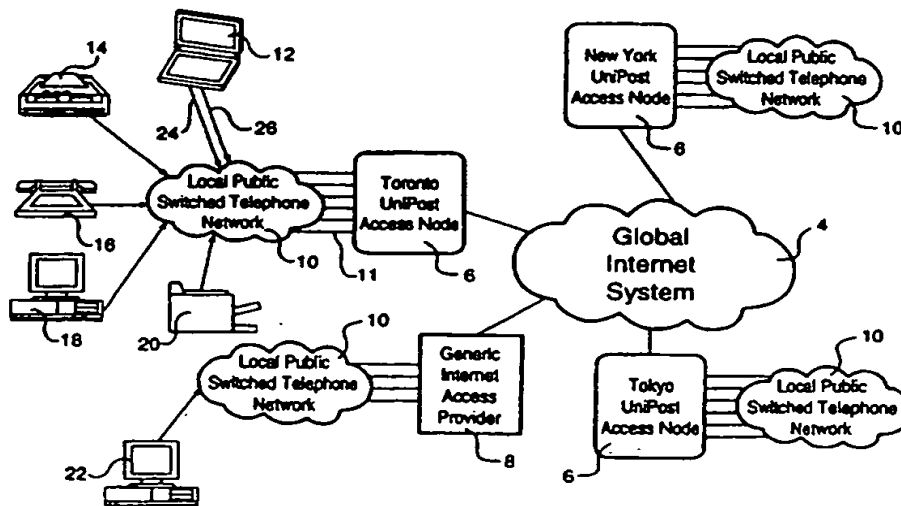 14
12
24
26
Local Public
Switched Telephone
Network
10
11
16
18
20
Toronto
UniPost
Access Node
6
New York
UniPost
Access Node
6
Local Public
Switched Telephone
Network
10
Global
Internet
System
4
10
Local Public
Switched Telephone
Network
22
Generic
Internet
Access
Provider
8
Tokyo
UniPost
Access Node
6
10
Local Public
Switched Telephone
Network